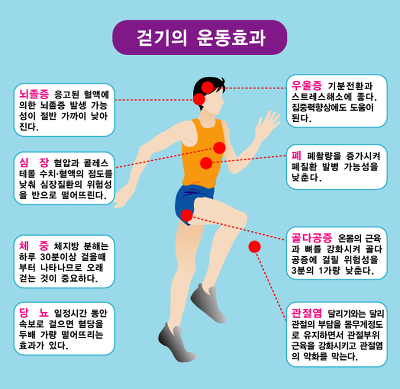 걷기의 운동효과
뇌졸증 응고된 혈액에
의한 뇌졸증 발생 가능
성이 절반 가까이 낮아
진다.
심 장 혈압과 콜레스
테롤 수치·혈액의 점도를
낮춰 심장질환의 위험성
을 반으로 떨어뜨린다.
체 중 체지방 분해는
하루 30분이상 걸을때
부터 나타나므로 오래
걷는 것이 중요하다.
당 뇨 일정시간 동안
속보로 걸으면 혈당을
두배 가량 떨어뜨리는
효과가 있다.
우울증 기분전환과
스트레스해소에 좋다.
집중력향상에도 도움이
된다.
폐 폐활량을 증가시켜
폐질환 발병 가능성을
낮춘다.
골다공증 온몸의 근육
과 뼈를 강화시켜 골다
공증에 걸릴 위험성을
3분의 1가량 낮춘다.
관절염 달리기와는 달리
관절의 부담을 몸무게정도
로 유지하면서 관절부위
근육을 강화시키고 관절염
의 악화를 막는다.